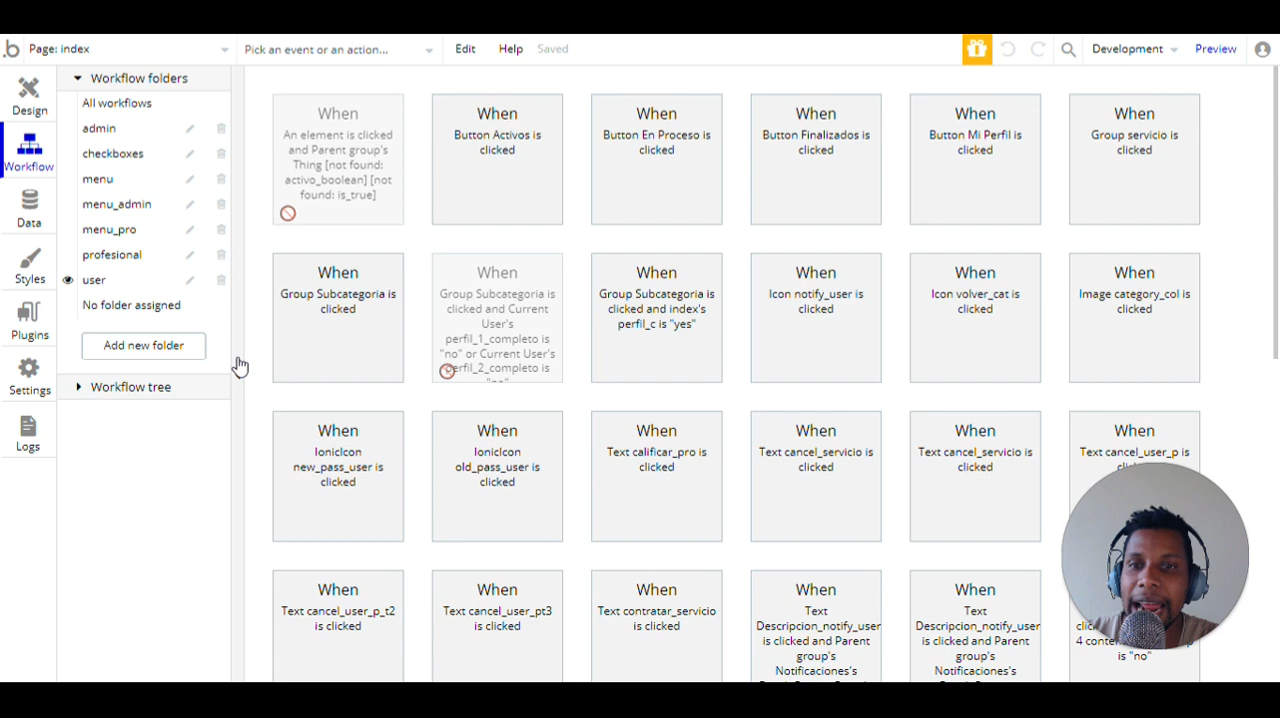 Page: index
Pick an event or an action...
Edit
Help
Saved
Development
Preview
Design
Workflow
Data
Styles
Plugins
Settings
Logs
Workflow folders
All workflows
admin
checkboxes
menu
menu_admin
menu_pro
profesional
user
No folder assigned
Add new folder
Workflow tree
When
An element is clicked
and Parent group's
Thing [not found:
activo_boolean] [not
found: is_true]
When
Button Activos is
clicked
When
Button En Proceso is
clicked
When
Button Finalizados is
clicked
When
Button Mi Perfil is
clicked
When
Group servicio is
clicked
When
Group Subcategoria is
clicked
When
Group Subcategoria is
clicked and Current
User's
perfil_1_completo is
"no" or Current User's
perfil_2_completo is
"no"
When
Group Subcategoria is
clicked and index's
perfil_c is "yes"
When
Icon notify_user is
clicked
When
Icon volver_cat is
clicked
When
Image category_col is
clicked
When
IonicIcon
new_pass_user is
clicked
When
IonicIcon
old_pass_user is
clicked
When
Text calificar_pro is
clicked
When
Text cancel_servicio is
clicked
When
Text cancel_servicio is
clicked
When
Text cancel_user_p is
When
Text cancel_user_p_t2
is clicked
When
Text cancel_user_pt3
is clicked
When
Text contratar_servicio
is clicked
When
Text
Descripcion_notify_user
is clicked and Parent
group's
Notificaciones's
When
Text
Descripcion_notify_user
is clicked and Parent
group's
Notificaciones's
is "no"